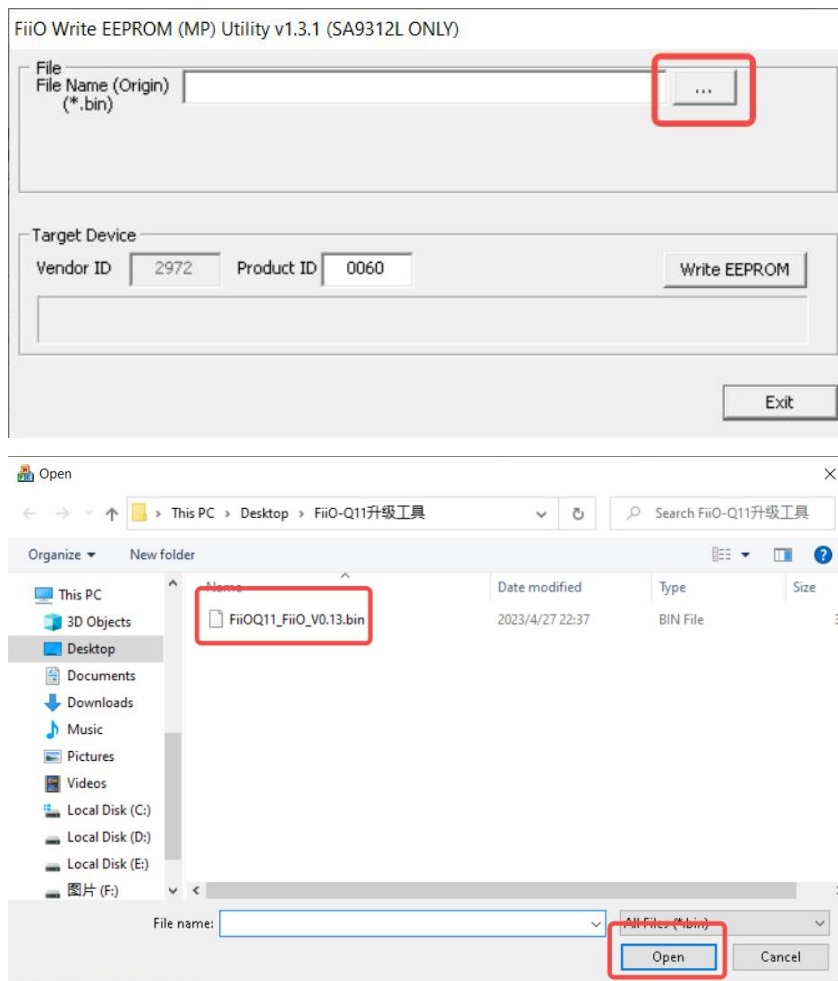 FiiO Write EEPROM (MP) Utility v1.3.1 (SA9312L ONLY)
File
File Name (Origin)
(*.bin)
...
Target Device
Vendor ID 2972 Product ID 0060 Write EEPROM
Exit
Open
This PC > Desktop > FiiO-Q11升级工具 Search FiiO-Q11升级工具
Organize New folder
Name Date modified Type Size
This PC
FiiOQ11_FiiO_V0.13.bin 2023/4/27 22:37 BIN File
3D Objects
Desktop
Documents
Downloads
Music
Pictures
Videos
Local Disk (C:)
Local Disk (D:)
Local Disk (E:)
图片 (F:)
File name: All Files (*.bin)
Open Cancel